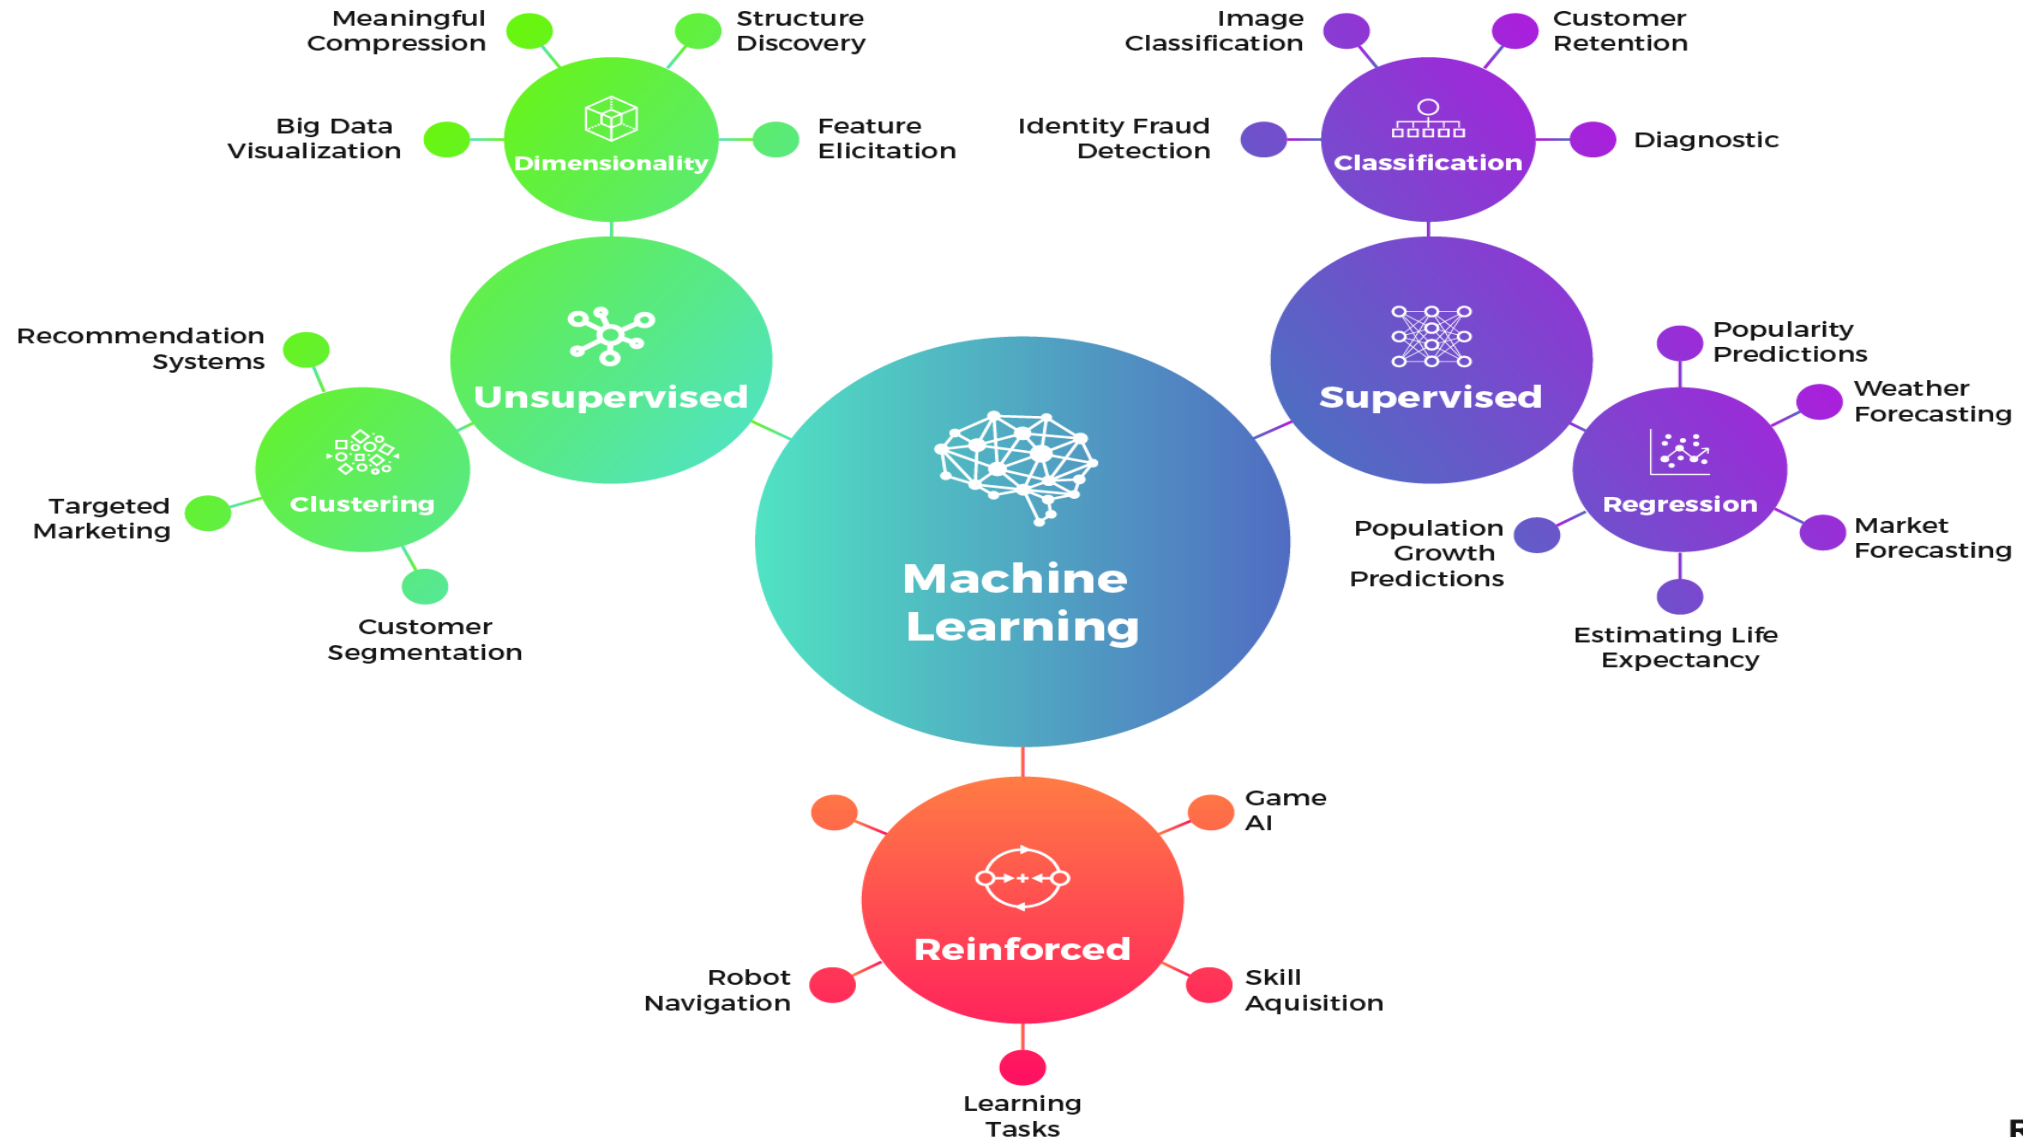 Meaningful
Compression
Structure
Discovery
Big Data
Visualization
Feature
Elicitation
Dimensionality
Image
Classification
Customer
Retention
Identity Fraud
Detection
Diagnostic
Classification
Recommendation
Systems
Unsupervised
Targeted
Marketing
Clustering
Customer
Segmentation
Supervised
Popularity
Predictions
Weather
Forecasting
Regression
Population
Growth
Predictions
Market
Forecasting
Estimating Life
Expectancy
Machine
Learning
Game
AI
Reinforced
Robot
Navigation
Skill
Aquisition
Learning
Tasks